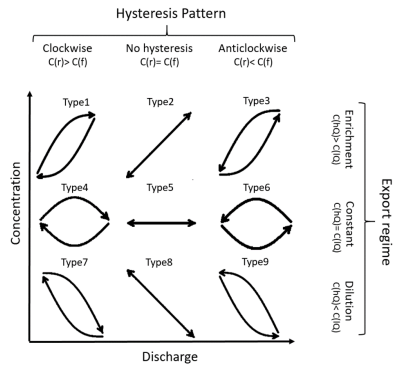 Hysteresis Pattern
Clockwise
C(r)> C(f)
No hysteresis
C(r)= C(f)
Anticlockwise
C(r)< C(f)
Type1
Type2
Type3
Type4
Type5
Type6
Type7
Type8
Type9
Concentration
Discharge
Enrichment
C(hQ)> C(lQ)
Constant
C(hQ)= C(lQ)
Dilution
C(hQ)< C(lQ)
Export regime